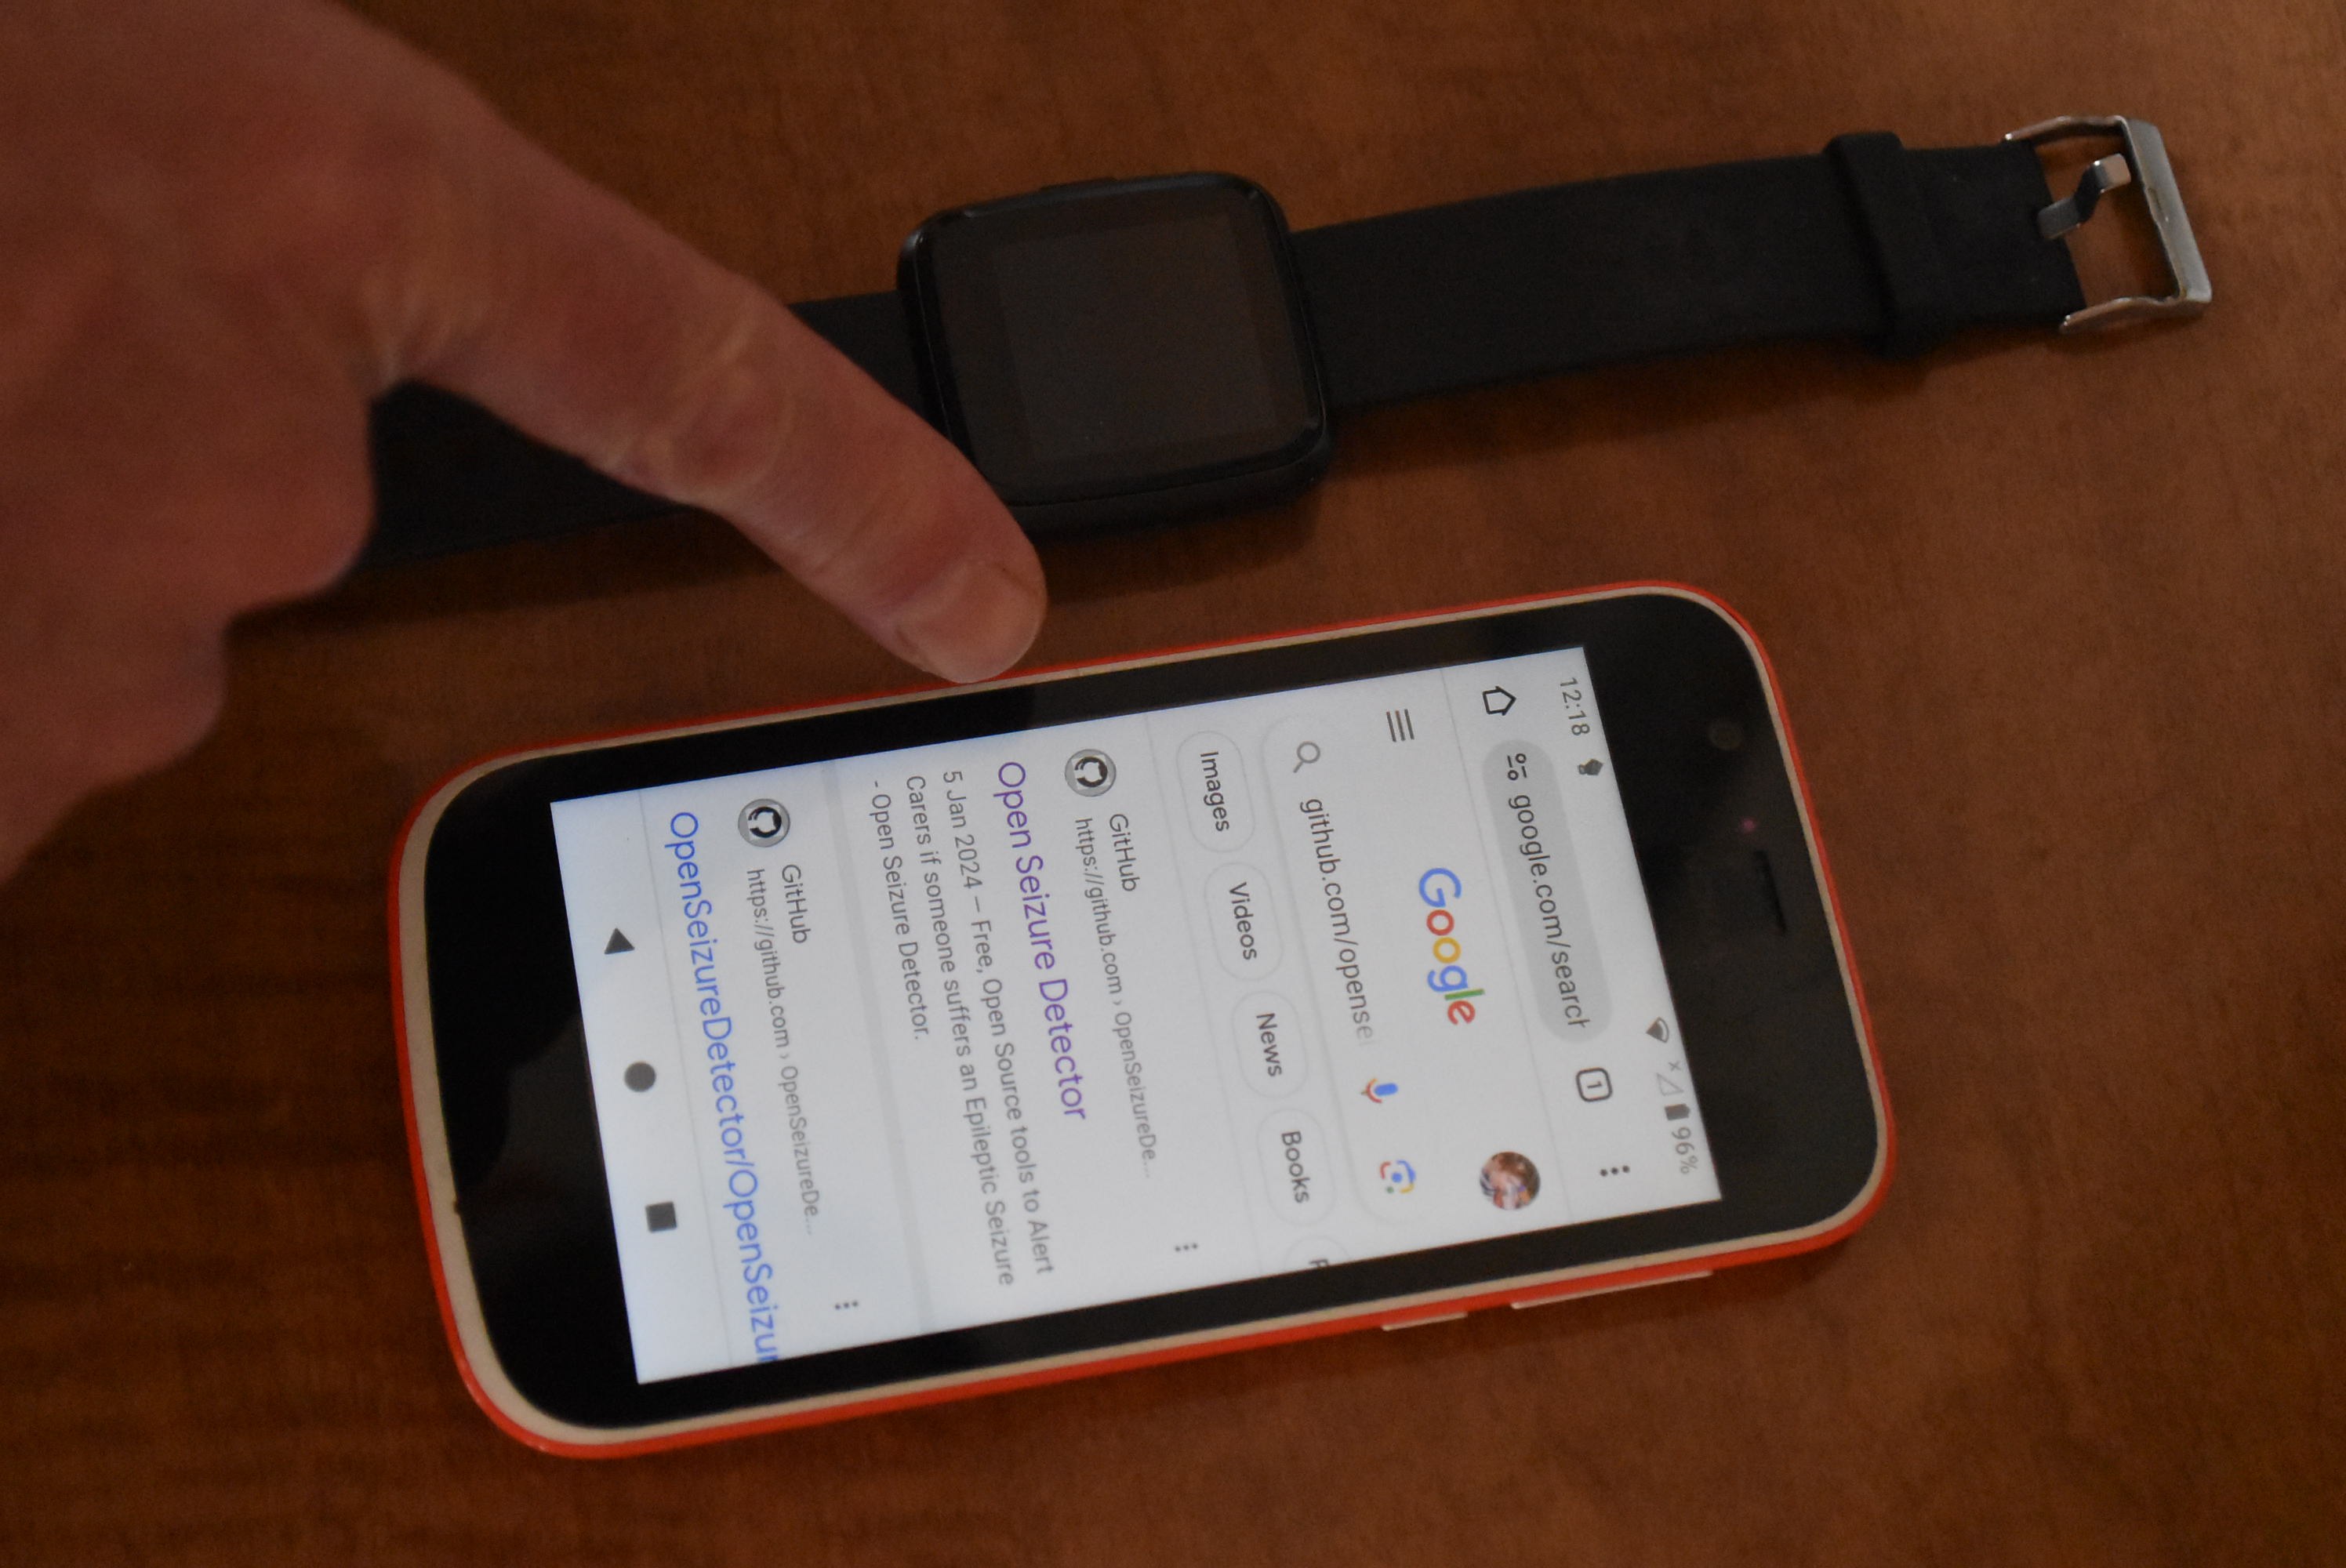 12:18 96%
google.com/search 1
Google
github.com/opense
Images Videos News Books
GitHub
https://github.com › OpenSeizureDe...
Open Seizure Detector
5 Jan 2024 — Free, Open Source tools to Alert
Carers if someone suffers an Epileptic Seizure
- Open Seizure Detector.
GitHub
https://github.com › OpenSeizureDe...
OpenSeizureDetector/OpenSeizur